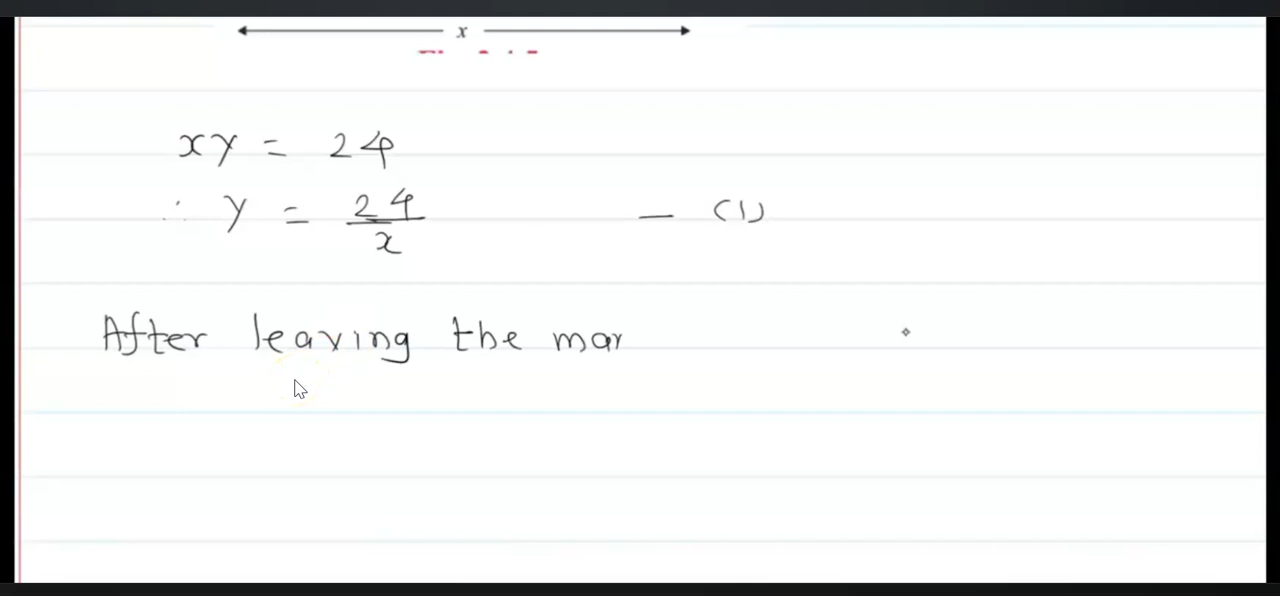 x
xy = 24
∴ y = 24/x — (1)
After leaving the mar